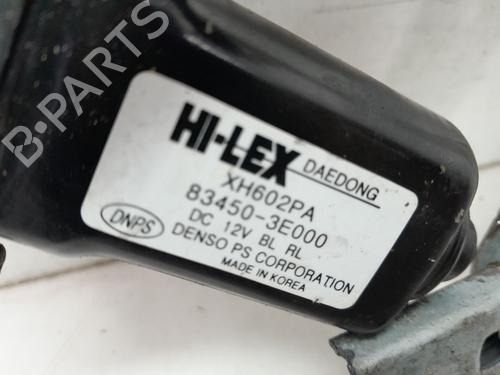 B-PARTS
HI-LEX DAEDONG
XH602PA
83450-3E000
DC 12V BL RL
DNPS
DENSO PS CORPORATION
MADE IN KOREA